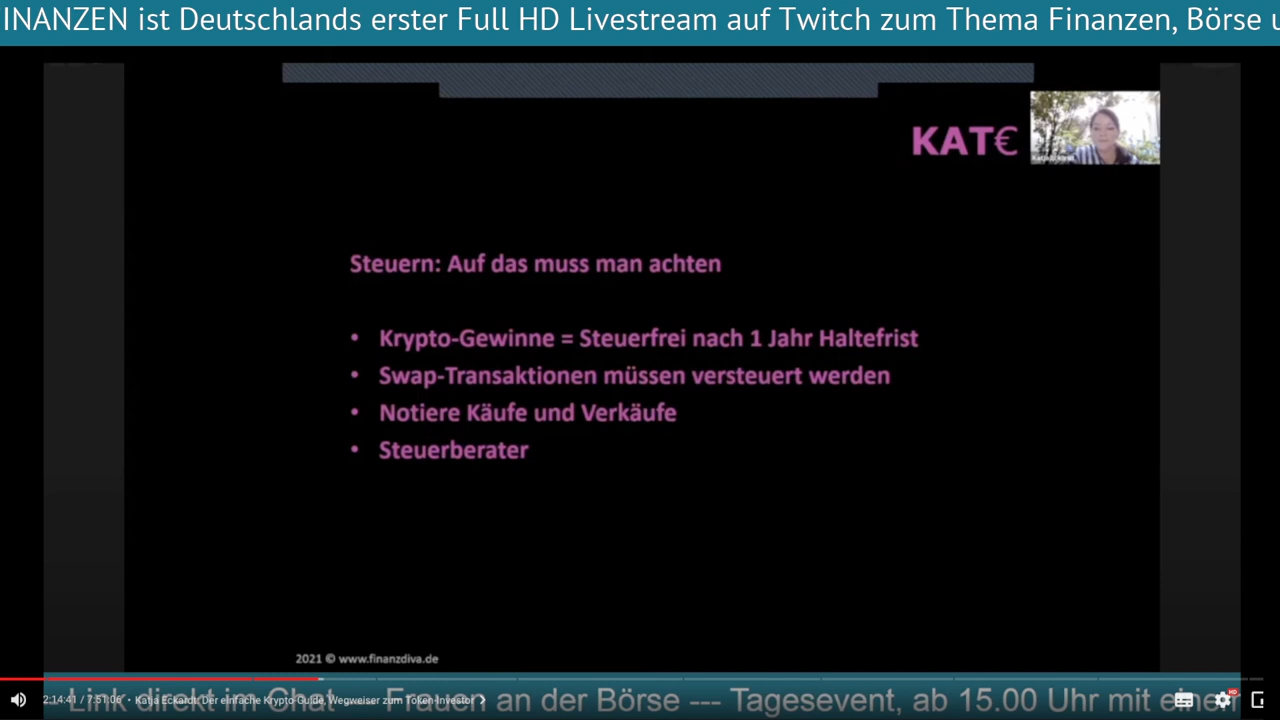 INANZEN ist Deutschlands erster Full HD Livestream auf Twitch zum Thema Finanzen, Börse u
KAT€
Steuern: Auf das muss man achten
• Krypto-Gewinne = Steuerfrei nach 1 Jahr Haltefrist
• Swap-Transaktionen müssen versteuert werden
• Notiere Käufe und Verkäufe
• Steuerberater
2021 © www.finanzdiva.de
2:14:41 / 7:51:06 • Katja Eckardt: Der einfache Krypto-Guide, Wegweiser zum Token-Investor
HD
Link direkt im Chat --- Frauen an der Börse --- Tagesevent, ab 15.00 Uhr mit einer